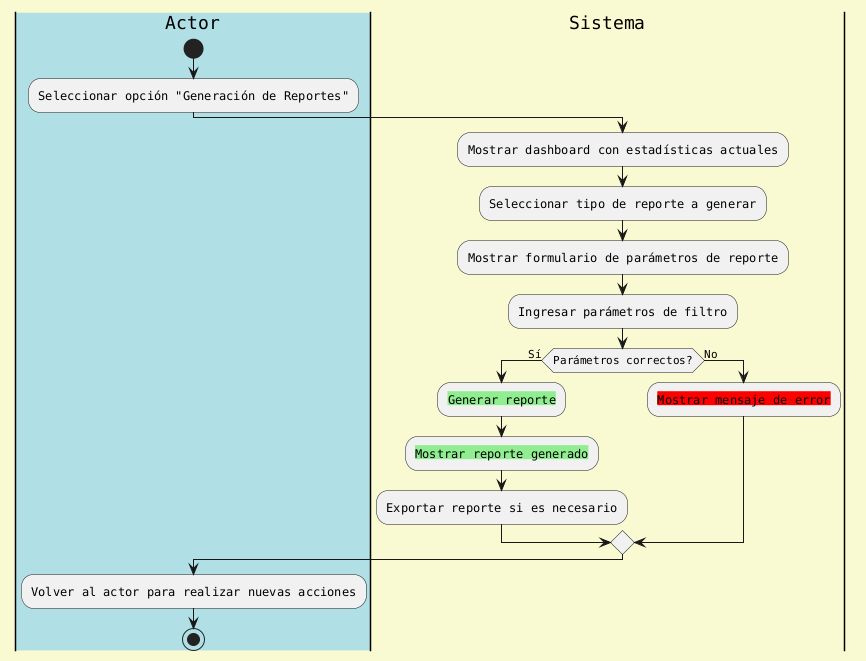 Actor
Sistema
Seleccionar opción "Generación de Reportes"
Mostrar dashboard con estadísticas actuales
Seleccionar tipo de reporte a generar
Mostrar formulario de parámetros de reporte
Ingresar parámetros de filtro
Sí
Parámetros correctos?
No
Generar reporte
Mostrar mensaje de error
Mostrar reporte generado
Exportar reporte si es necesario
Volver al actor para realizar nuevas acciones